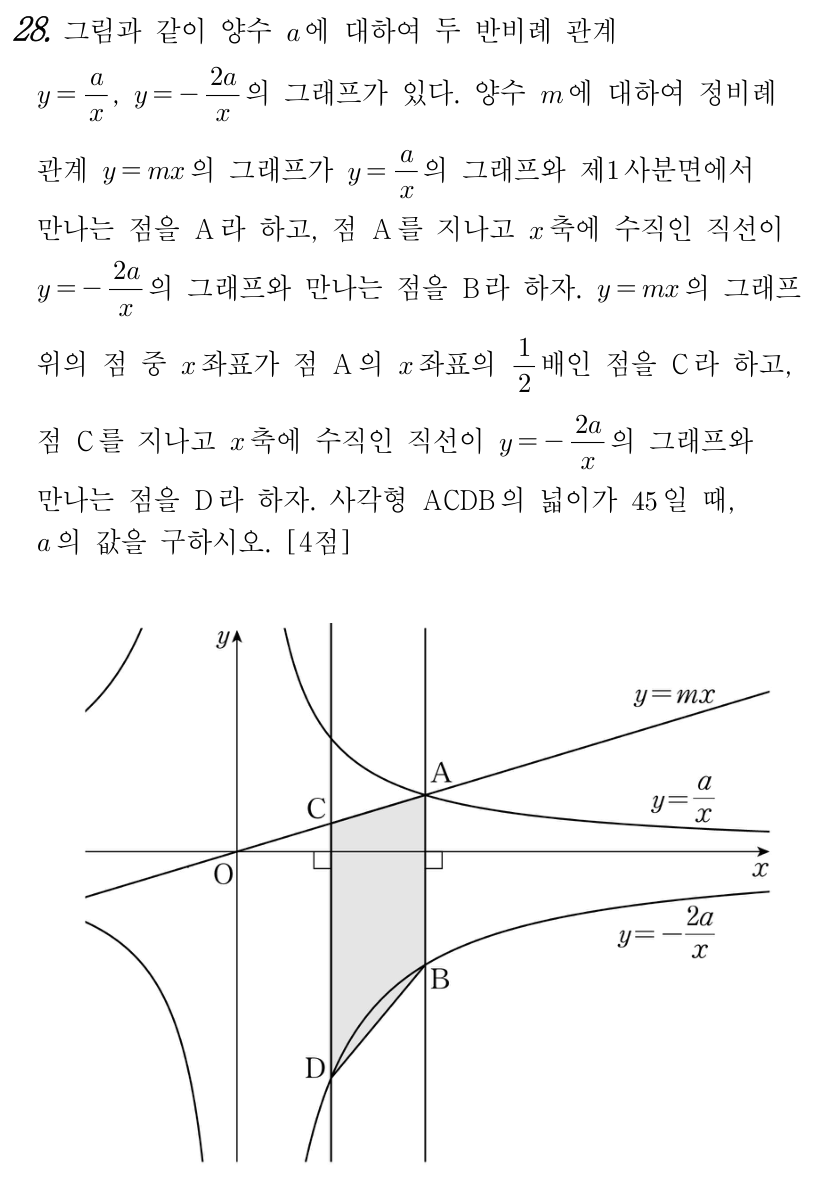 28. 그림과 같이 양수 a에 대하여 두 반비례 관계
y = a/x, y = - 2a/x 의 그래프가 있다. 양수 m에 대하여 정비례
관계 y = mx의 그래프가 y = a/x 의 그래프와 제1사분면에서
만나는 점을 A라 하고, 점 A를 지나고 x축에 수직인 직선이
y = - 2a/x 의 그래프와 만나는 점을 B라 하자. y = mx의 그래프
위의 점 중 x좌표가 점 A의 x좌표의 1/2 배인 점을 C라 하고,
점 C를 지나고 x축에 수직인 직선이 y = - 2a/x 의 그래프와
만나는 점을 D라 하자. 사각형 ACDB의 넓이가 45일 때,
a의 값을 구하시오. [4점]
y
y=mx
A
y=a/x
C
O
x
y=-2a/x
B
D